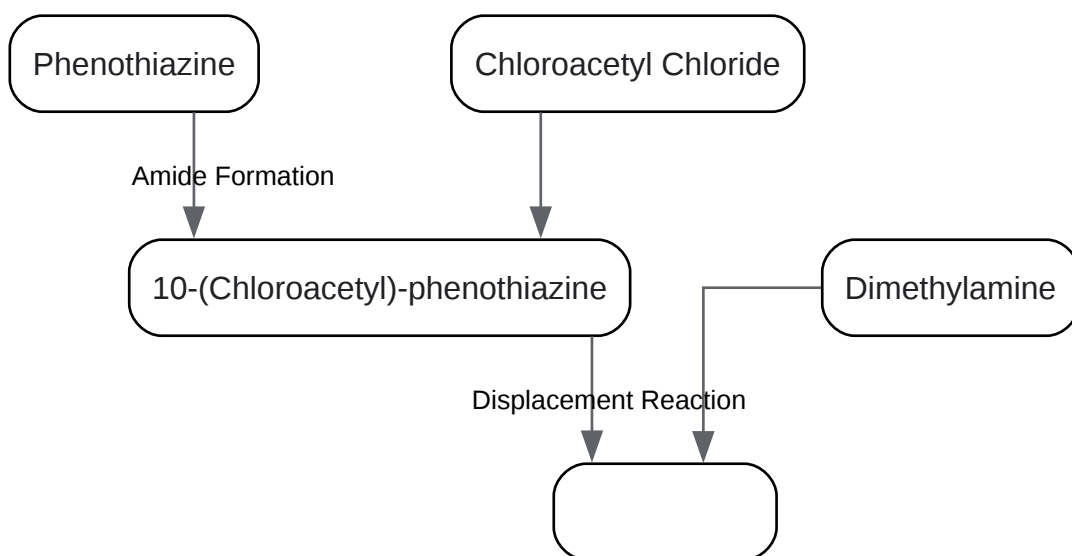 Phenothiazine
Chloroacetyl Chloride
Amide Formation
10-(Chloroacetyl)-phenothiazine
Dimethylamine
Displacement Reaction